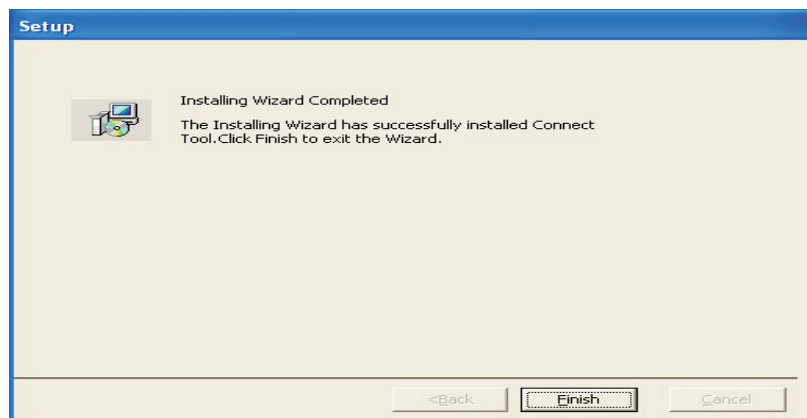 Setup
Installing Wizard Completed
The Installing Wizard has successfully installed Connect
Tool.Click Finish to exit the Wizard.
<Back
Finish
Cancel